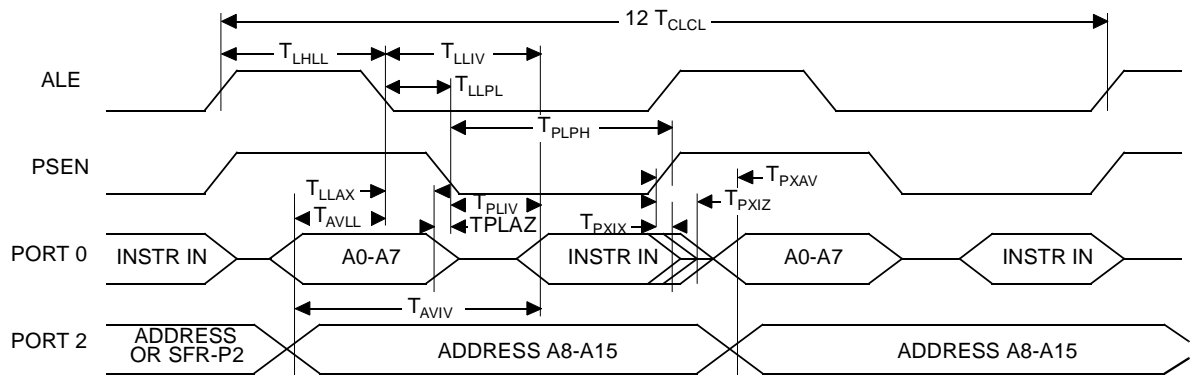 12 TCLCL
TLHLL TLLIV
ALE
TLLPL
TPLPH
PSEN
TLLAX TPXAV
TPLIV TPXIZ
TAVLL TPLAZ TPXIX
PORT 0 INSTR IN A0-A7 INSTR IN A0-A7 INSTR IN
TAVIV
PORT 2 ADDRESS OR SFR-P2 ADDRESS A8-A15 ADDRESS A8-A15